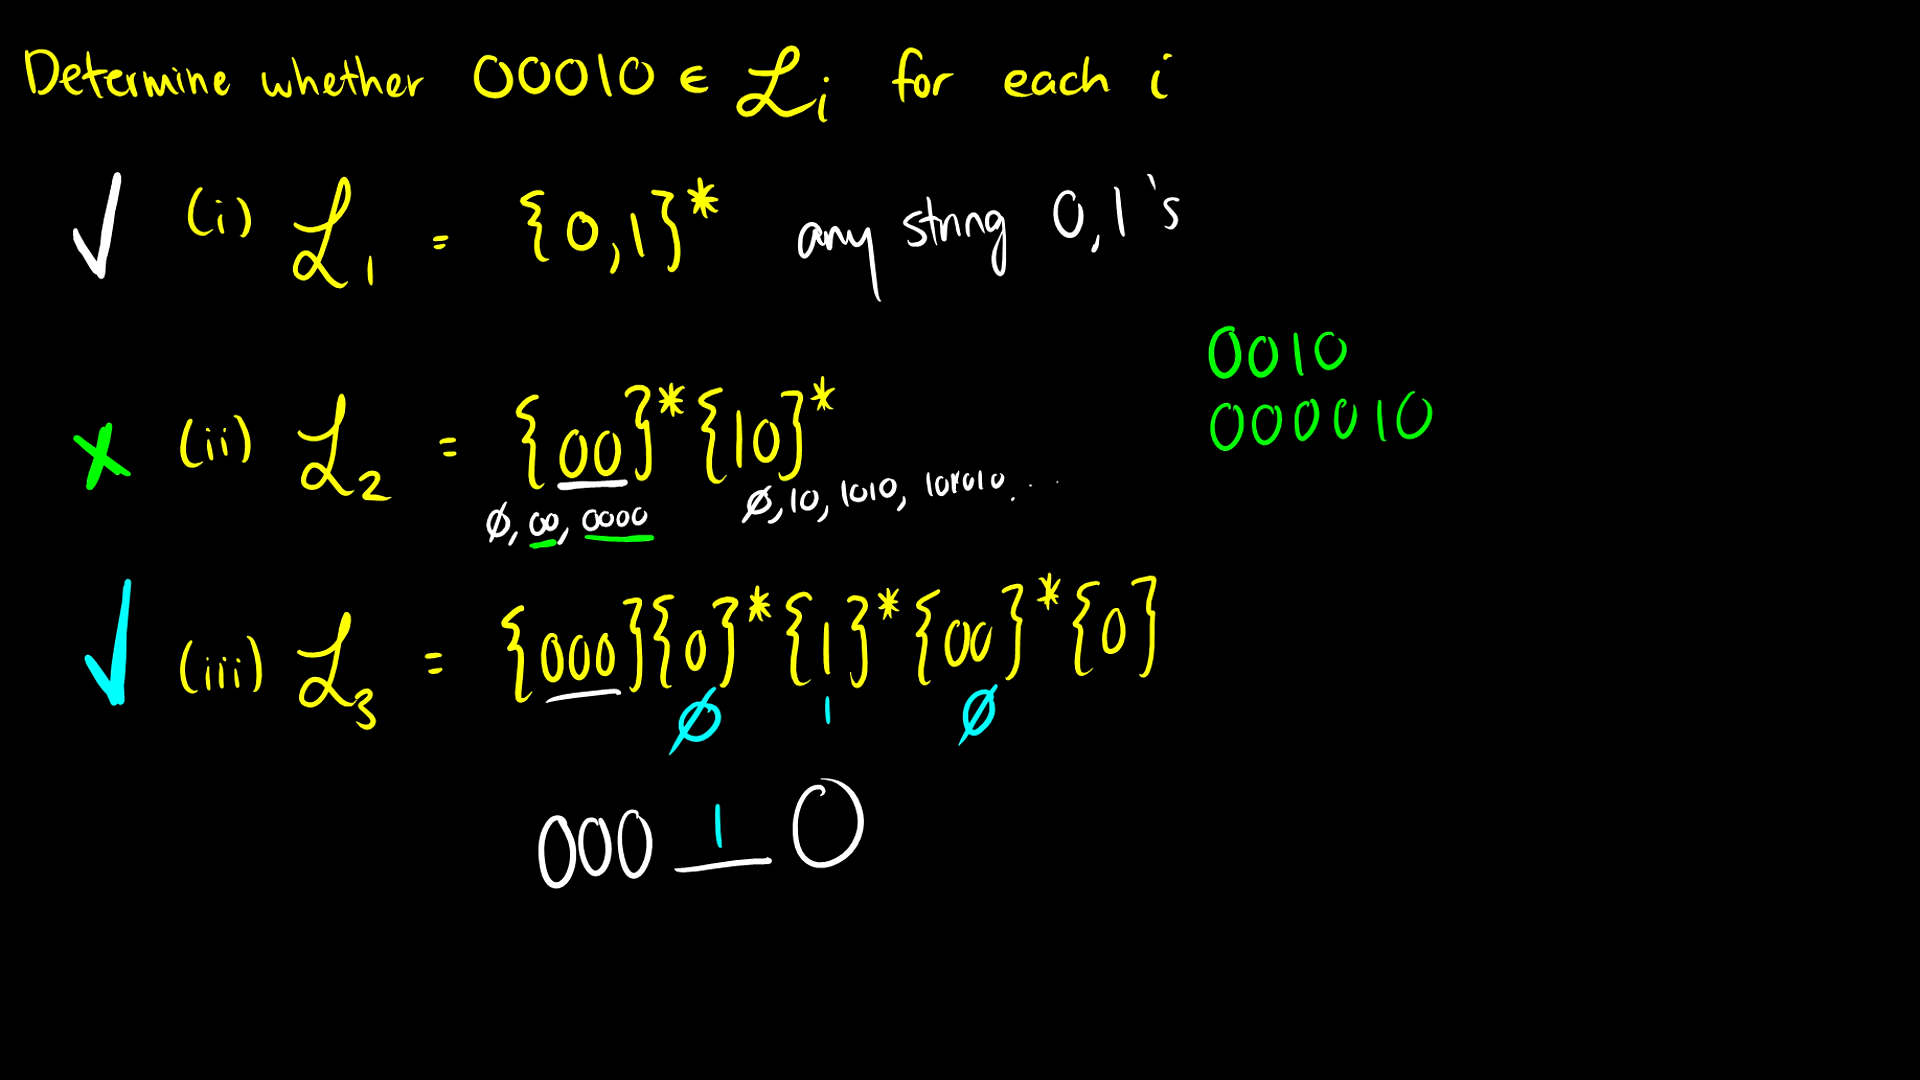 Determine whether 00010 ∈ ℒi for each i
✓ (i) ℒ1 = {0,1}* any string 0,1's
0010
000010
x (ii) ℒ2 = {00}*{10}*
∅, 00, 0000 ∅, 10, 1010, 101010, ...
✓ (iii) ℒ3 = {000}{0}*{1}*{00}*{0}
∅ 1 ∅
000 1 0